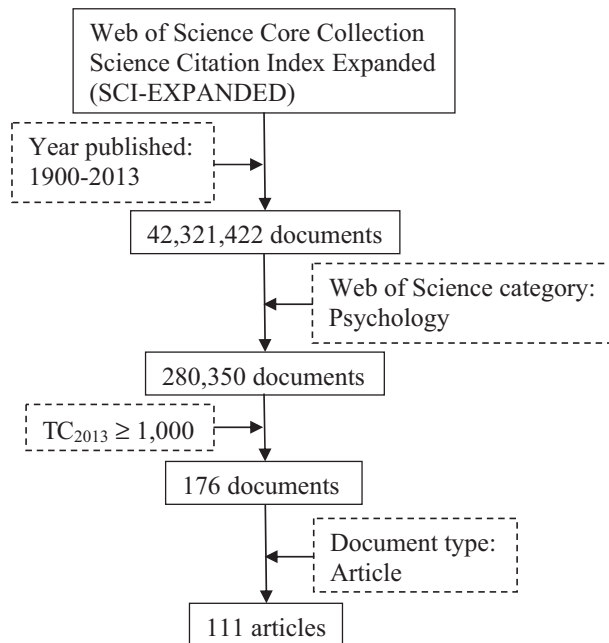 Web of Science Core Collection
Science Citation Index Expanded
(SCI-EXPANDED)
Year published:
1900-2013
42,321,422 documents
Web of Science category:
Psychology
280,350 documents
TC₂₀₁₃ ≥ 1,000
176 documents
Document type:
Article
111 articles